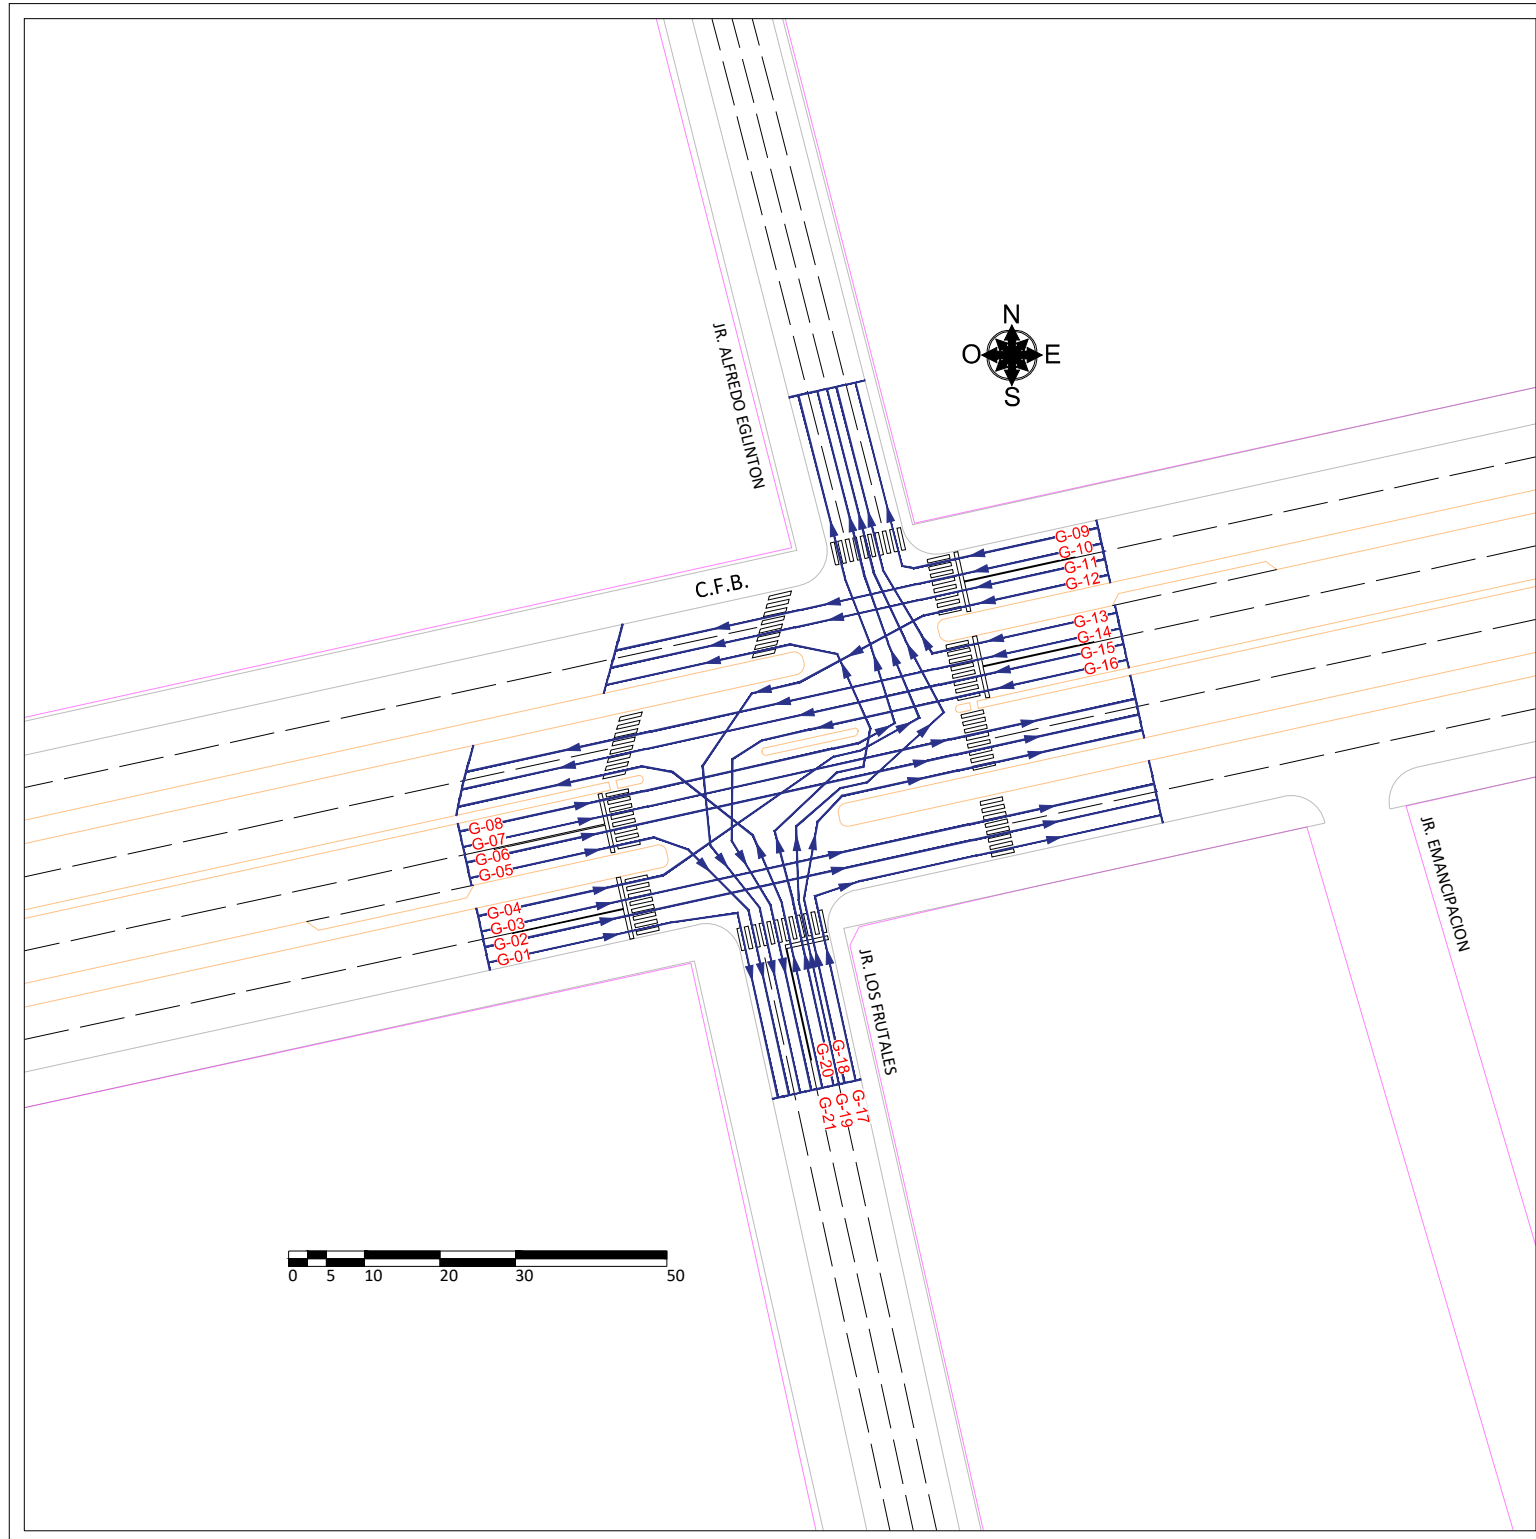 N
O E
S
JR. ALFREDO EGLINTON
C.F.B.
G-09
G-10
G-11
G-12
G-13
G-14
G-15
G-16
G-08
G-07
G-06
G-05
G-04
G-03
G-02
G-01
JR. EMANCIPACION
JR. LOS FRUTALES
G-18
G-20
G-17
G-19
G-21
0 5 10 20 30 50